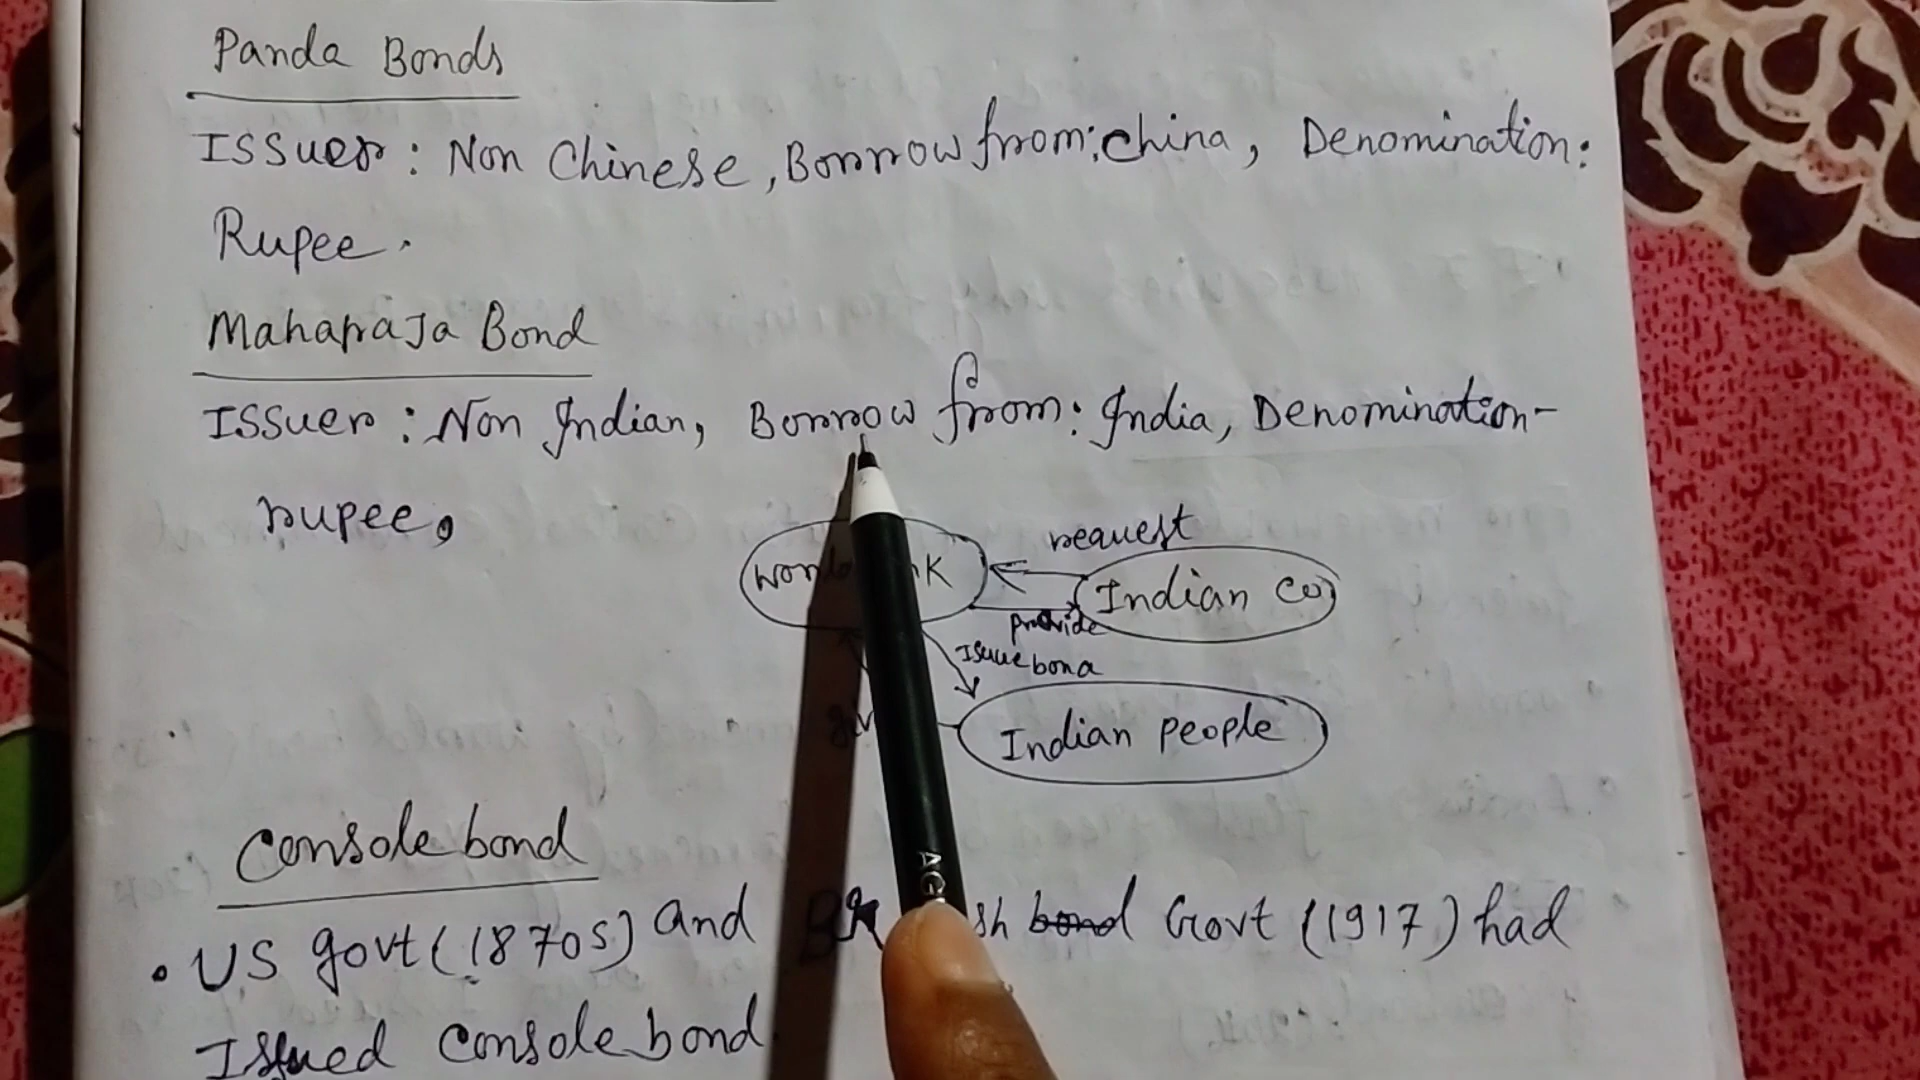 Panda Bonds
Issuer: Non Chinese, Borrow from: china, Denomination:
Rupee.
Maharaja Bond
Issuer: Non Indian, Borrow from: India, Denomination-
rupee.
request
Indian co
provide
Issue bond
Indian people
Console bond
• US govt (1870s) and bond Govt (1917) had
Issued console bond.
AG